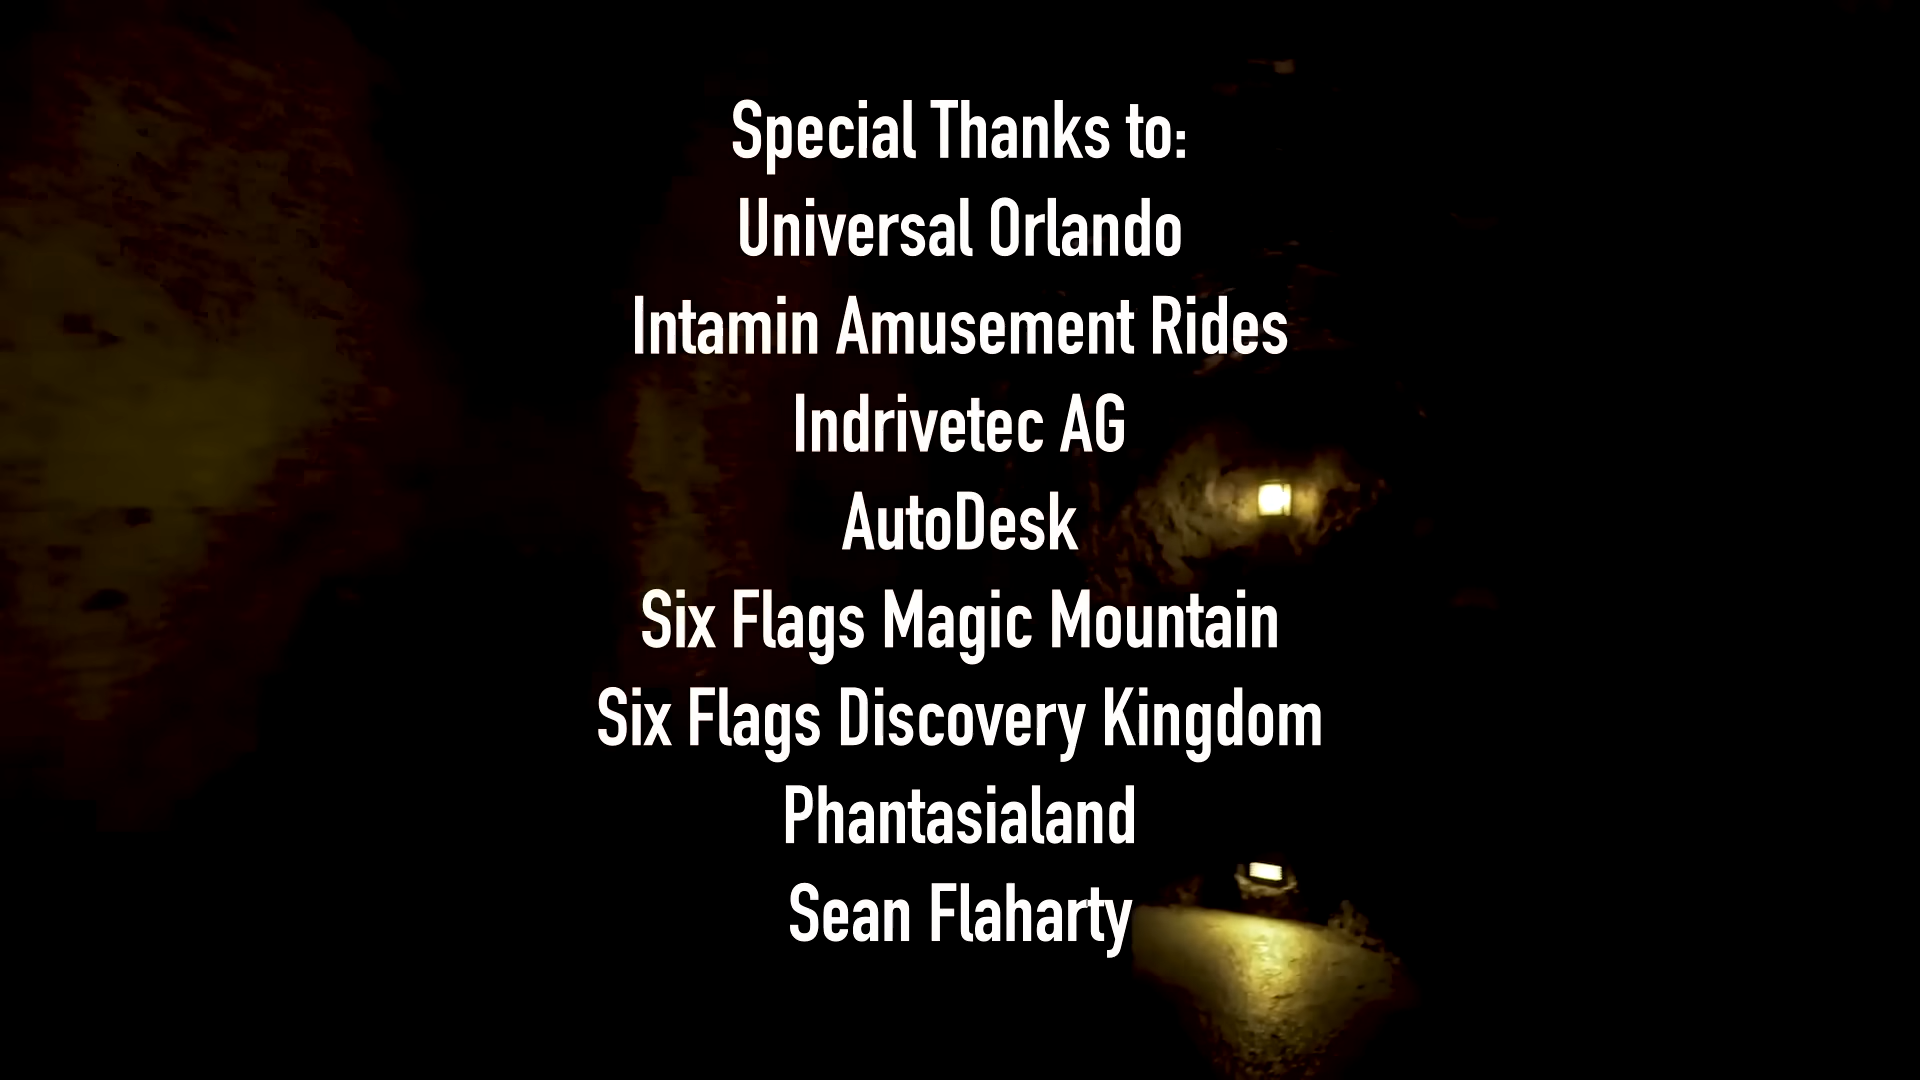 Special Thanks to:
Universal Orlando
Intamin Amusement Rides
Indrivetec AG
AutoDesk
Six Flags Magic Mountain
Six Flags Discovery Kingdom
Phantasialand
Sean Flaharty